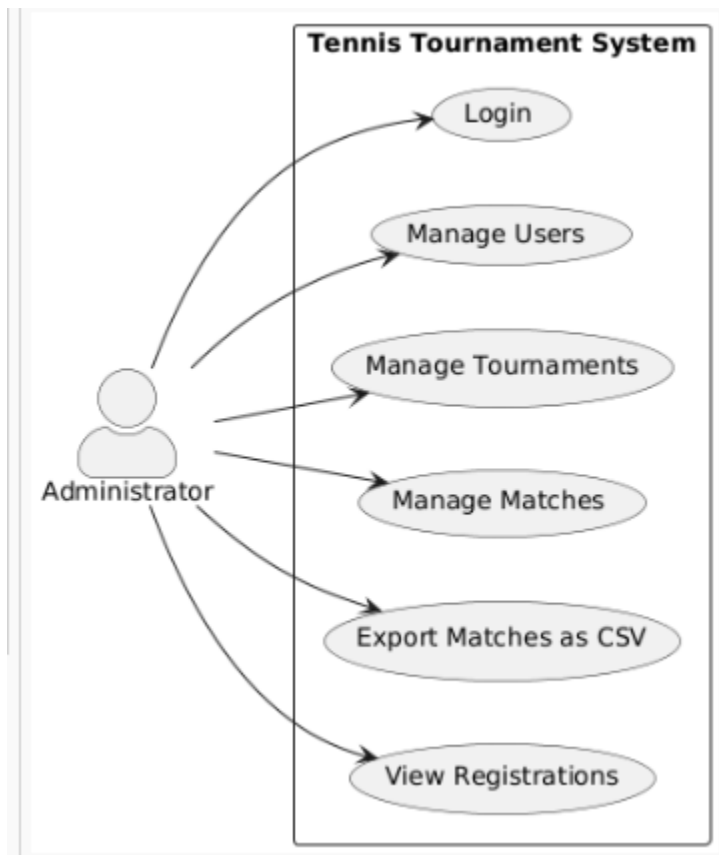 Tennis Tournament System
Login
Manage Users
Manage Tournaments
Administrator
Manage Matches
Export Matches as CSV
View Registrations